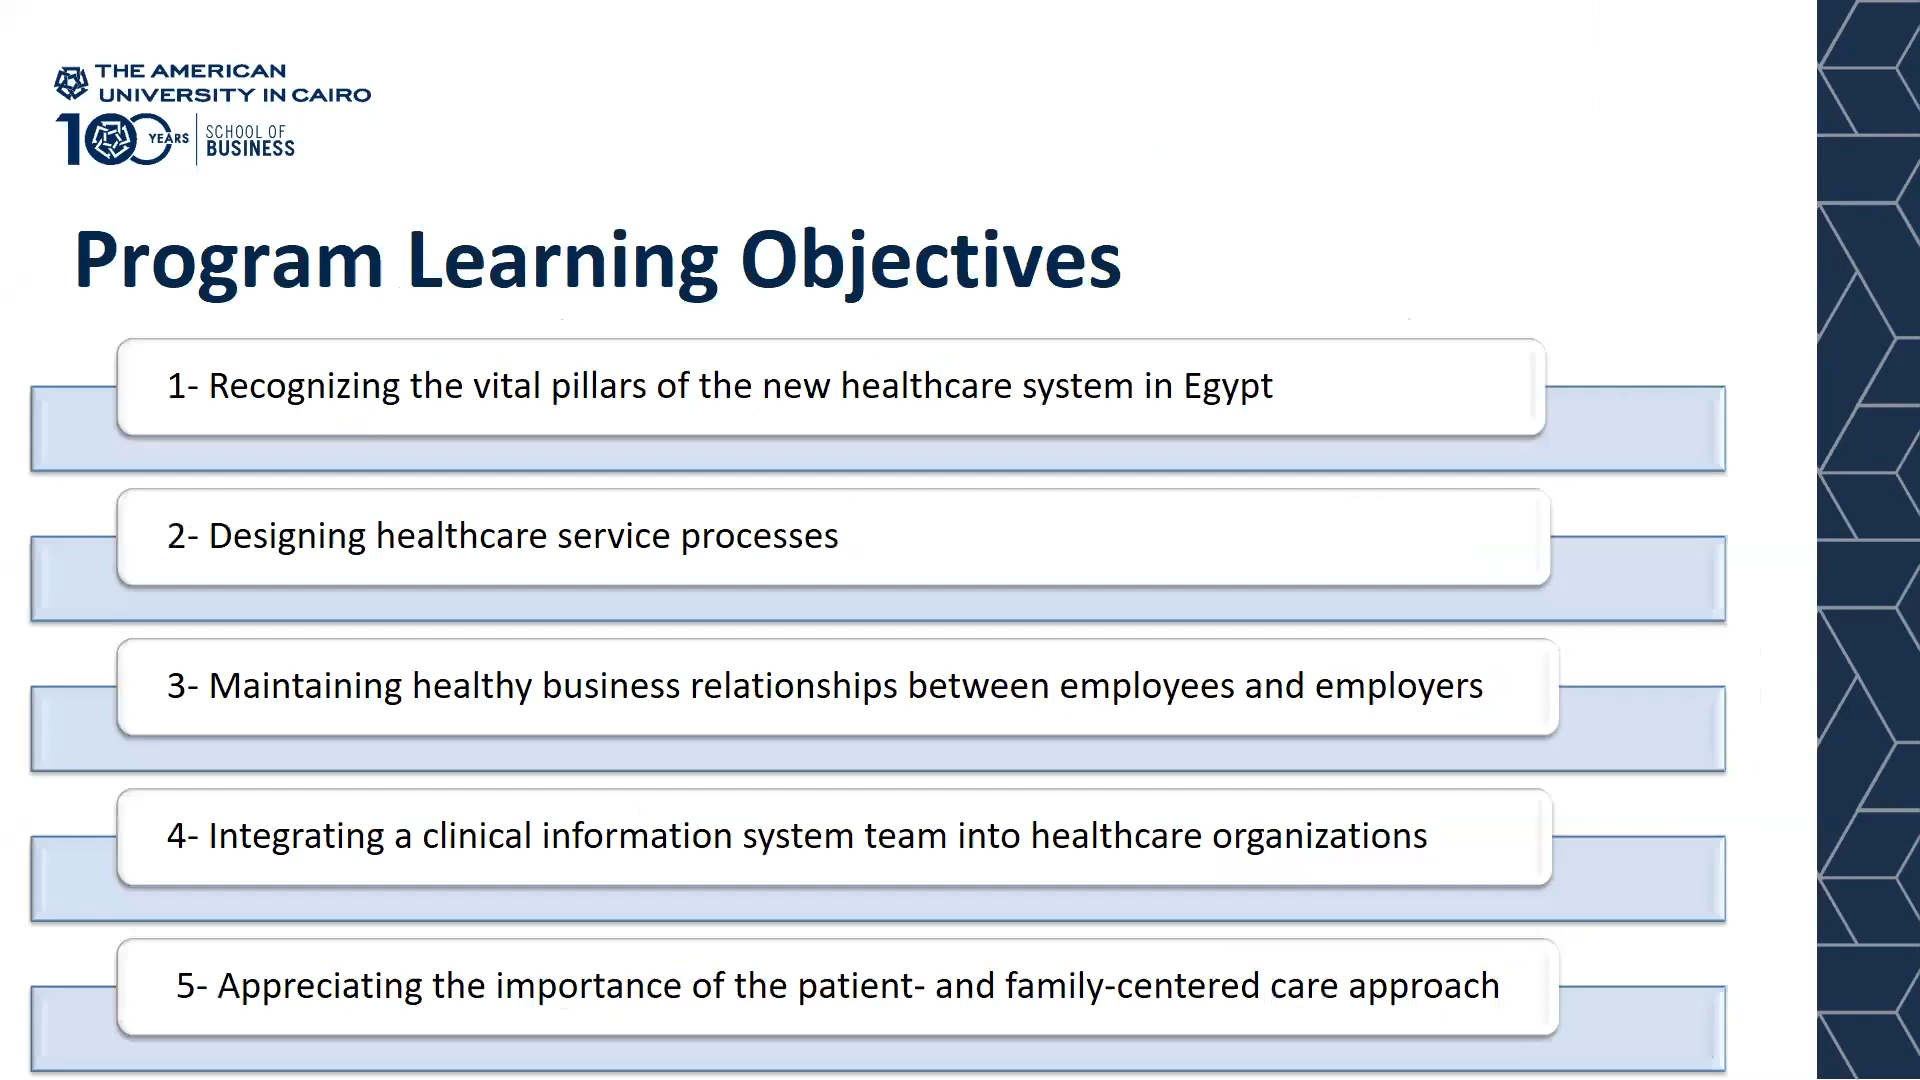 THE AMERICAN
UNIVERSITY IN CAIRO
100 YEARS
SCHOOL OF
BUSINESS
Program Learning Objectives
1- Recognizing the vital pillars of the new healthcare system in Egypt
2- Designing healthcare service processes
3- Maintaining healthy business relationships between employees and employers
4- Integrating a clinical information system team into healthcare organizations
5- Appreciating the importance of the patient- and family-centered care approach